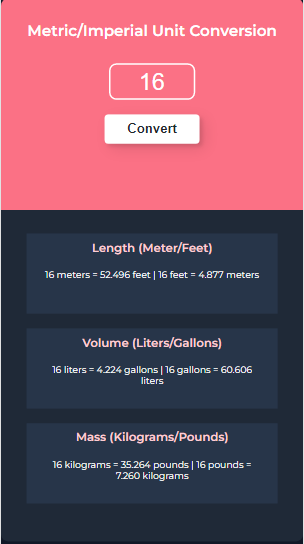 Metric/Imperial Unit Conversion
16
Convert
Length (Meter/Feet)
16 meters = 52.496 feet | 16 feet = 4.877 meters
Volume (Liters/Gallons)
16 liters = 4.224 gallons | 16 gallons = 60.606
liters
Mass (Kilograms/Pounds)
16 kilograms = 35.264 pounds | 16 pounds =
7.260 kilograms